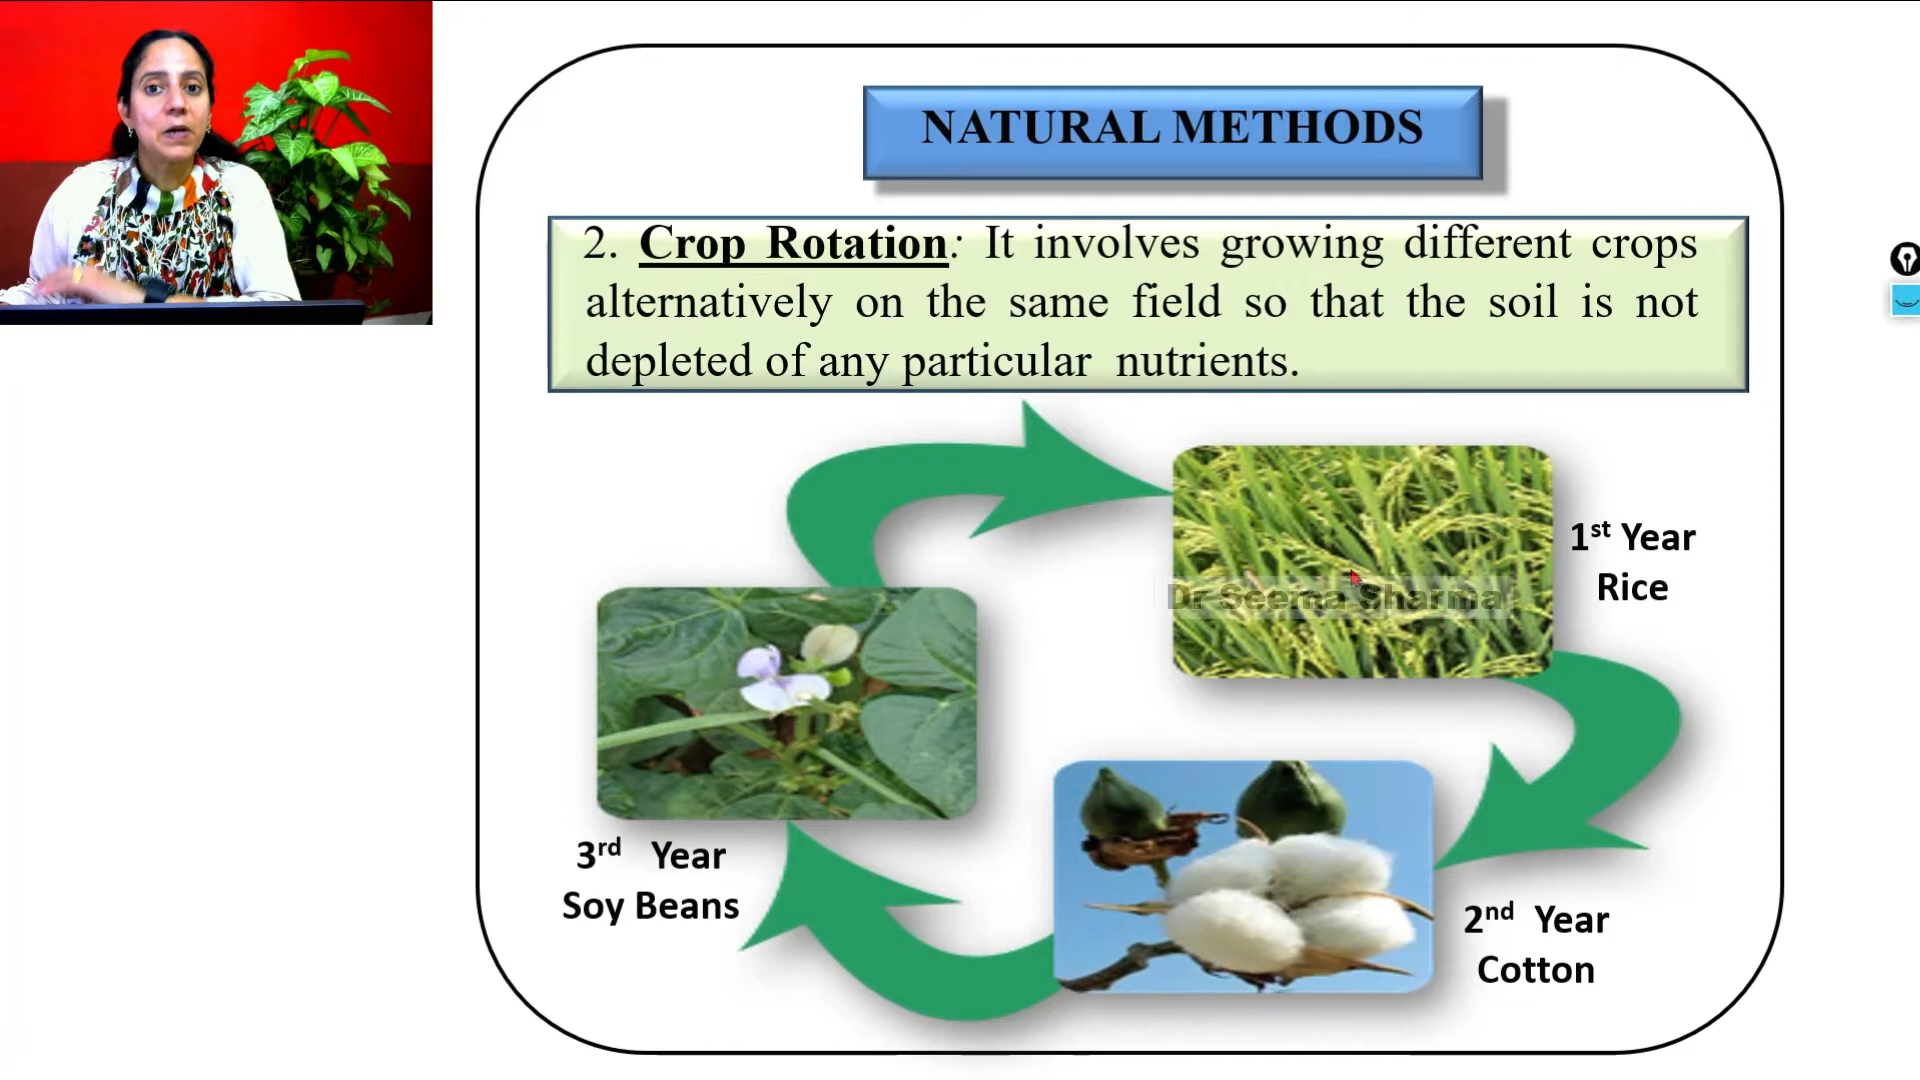 NATURAL METHODS
2. Crop Rotation: It involves growing different crops
alternatively on the same field so that the soil is not
depleted of any particular nutrients.
1st Year
Rice
Dr Seema Sharma
3rd Year
Soy Beans
2nd Year
Cotton